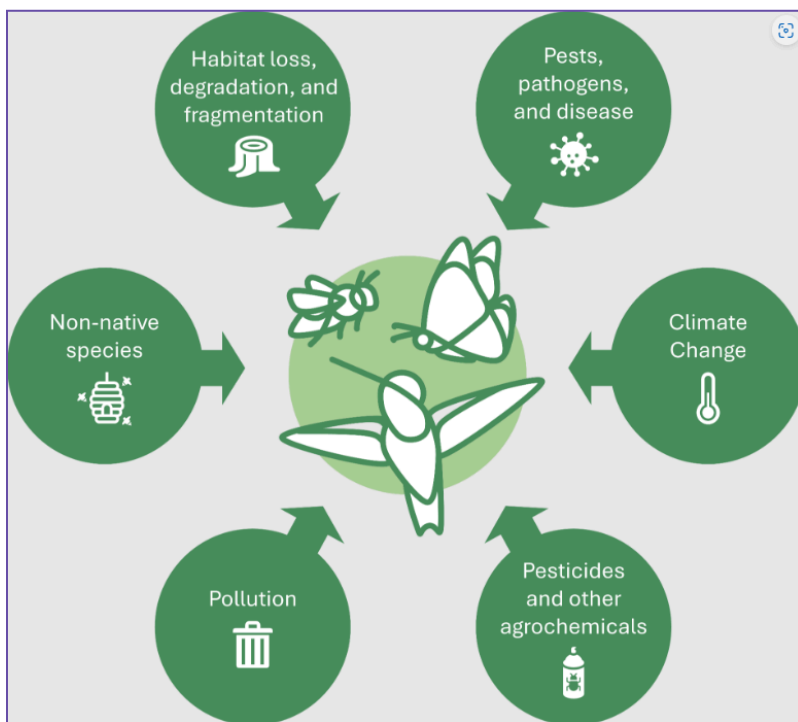 Habitat loss,
degradation, and
fragmentation
Pests,
pathogens,
and disease
Non-native
species
Climate
Change
Pollution
Pesticides
and other
agrochemicals